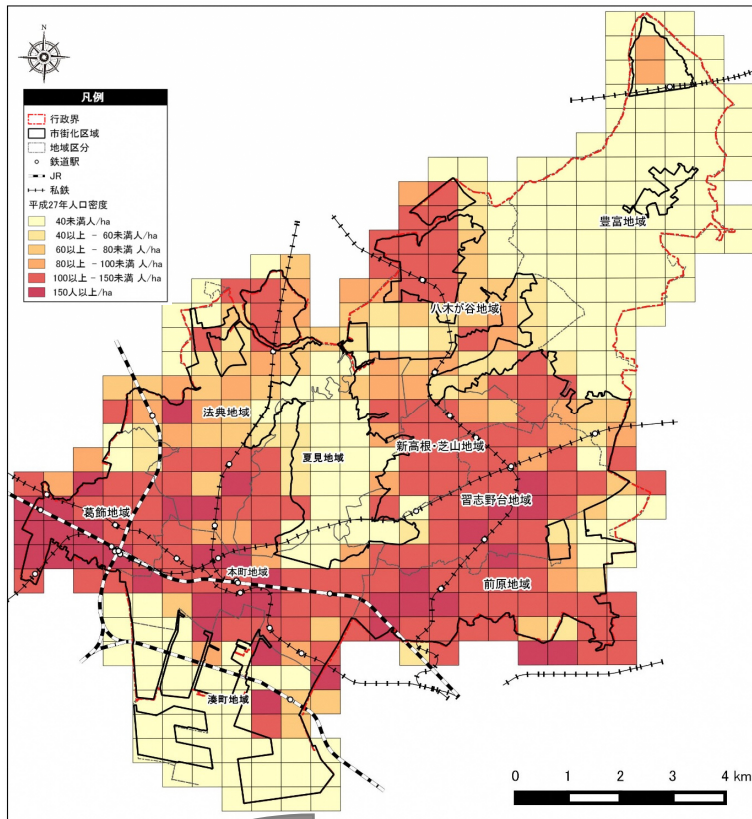 N
凡例
行政界
市街化区域
地域区分
鉄道駅
JR
私鉄
平成27年人口密度
40未満人/ha
40以上 - 60未満人/ha
60以上 - 80未満人/ha
80以上 -100未満人/ha
100以上 -150未満 人/ha
150人以上/ha
豊富地域
八木が谷地域
法典地域
新高根・芝山地域
夏見地域
習志野台地域
葛飾地域
本町地域
前原地域
湊町地域
0 1 2 3 4 km